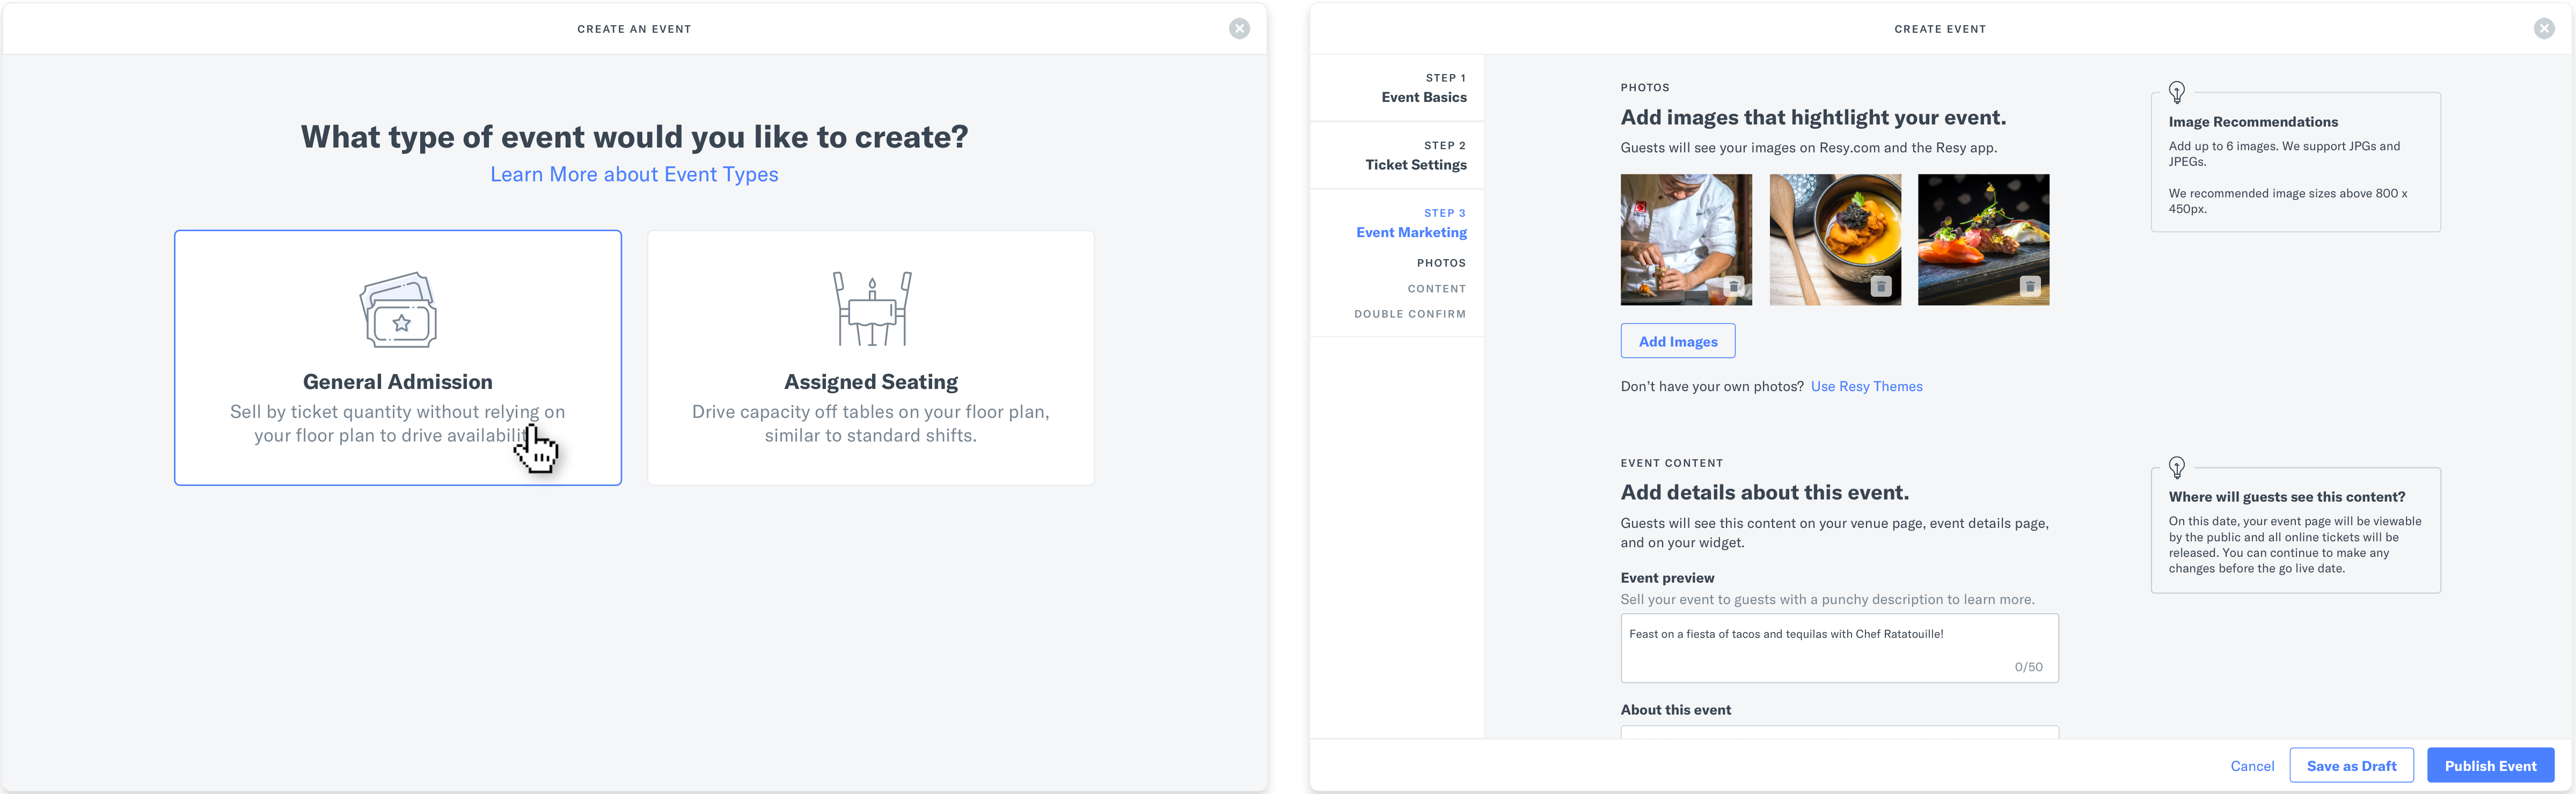 CREATE AN EVENT
What type of event would you like to create?
Learn More about Event Types
General Admission
Sell by ticket quantity without relying on
your floor plan to drive availabilit
Assigned Seating
Drive capacity off tables on your floor plan,
similar to standard shifts.
CREATE EVENT
STEP 1
Event Basics
STEP 2
Ticket Settings
STEP 3
Event Marketing
PHOTOS
CONTENT
DOUBLE CONFIRM
PHOTOS
Add images that hightlight your event.
Guests will see your images on Resy.com and the Resy app.
Add Images
Don't have your own photos? Use Resy Themes
Image Recommendations
Add up to 6 images. We support JPGs and
JPEGs.
We recommended image sizes above 800 x
450px.
EVENT CONTENT
Add details about this event.
Guests will see this content on your venue page, event details page,
and on your widget.
Event preview
Sell your event to guests with a punchy description to learn more.
Feast on a fiesta of tacos and tequilas with Chef Ratatouille!
0/50
About this event
Where will guests see this content?
On this date, your event page will be viewable
by the public and all online tickets will be
released. You can continue to make any
changes before the go live date.
Cancel
Save as Draft
Publish Event